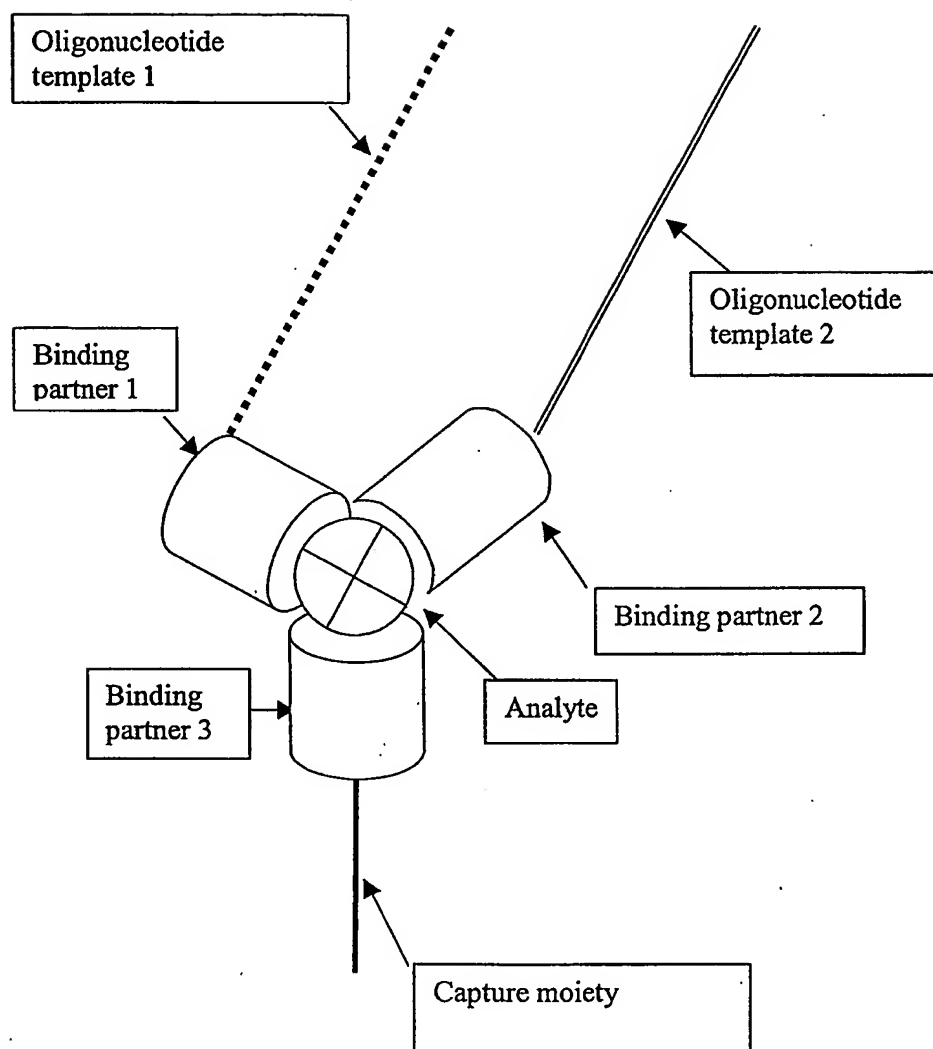 Oligonucleotide
template 1
Oligonucleotide
template 2
Binding
partner 1
Binding partner 2
Binding
partner 3
Analyte
Capture moiety